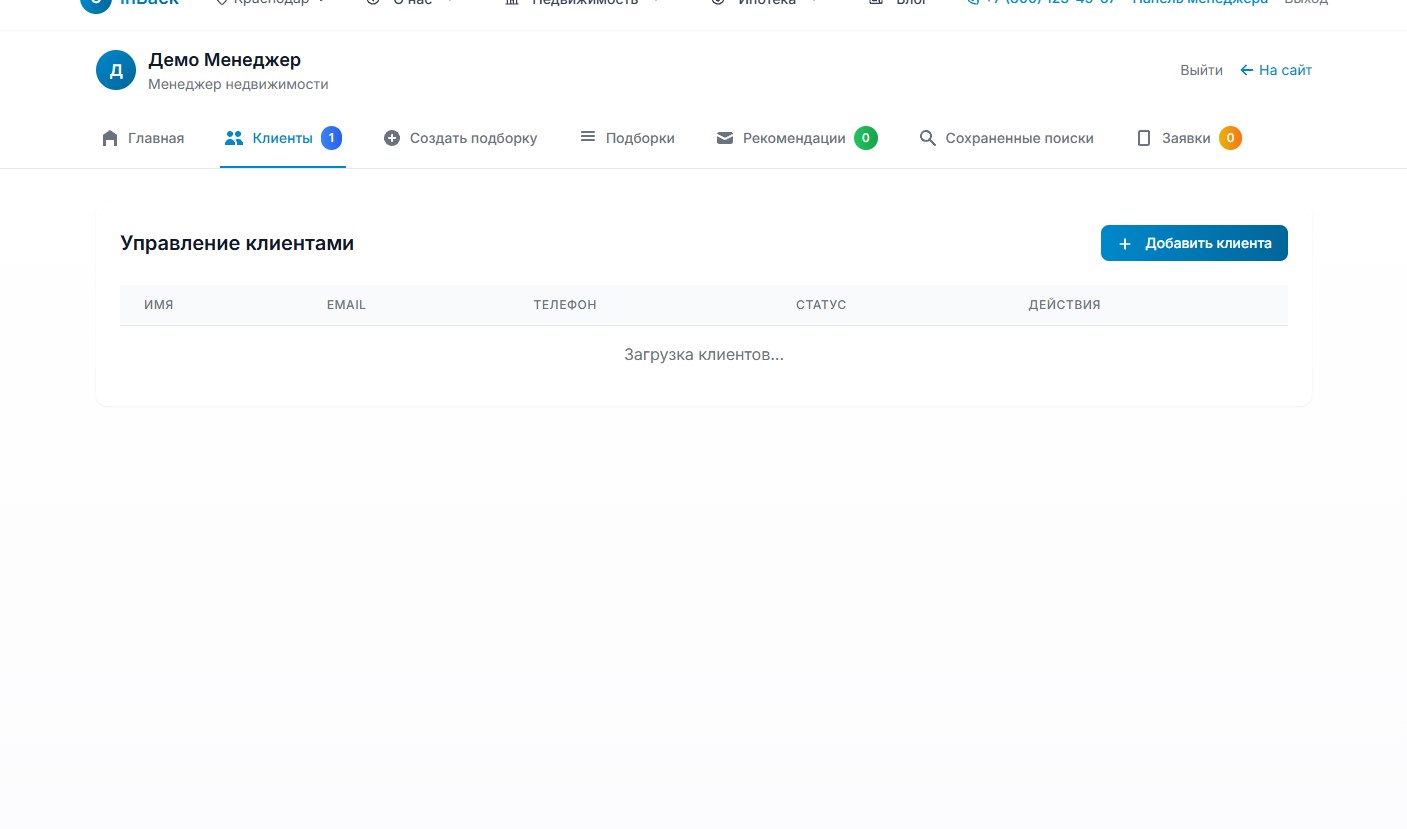 InBack Краснодар О нас Недвижимость Ипотека Блог Панель менеджера Выход
Д Демо Менеджер
Менеджер недвижимости
Выйти ← На сайт
Главная Клиенты 1 Создать подборку Подборки Рекомендации 0 Сохраненные поиски Заявки 0
Управление клиентами
+ Добавить клиента
ИМЯ EMAIL ТЕЛЕФОН СТАТУС ДЕЙСТВИЯ
Загрузка клиентов...